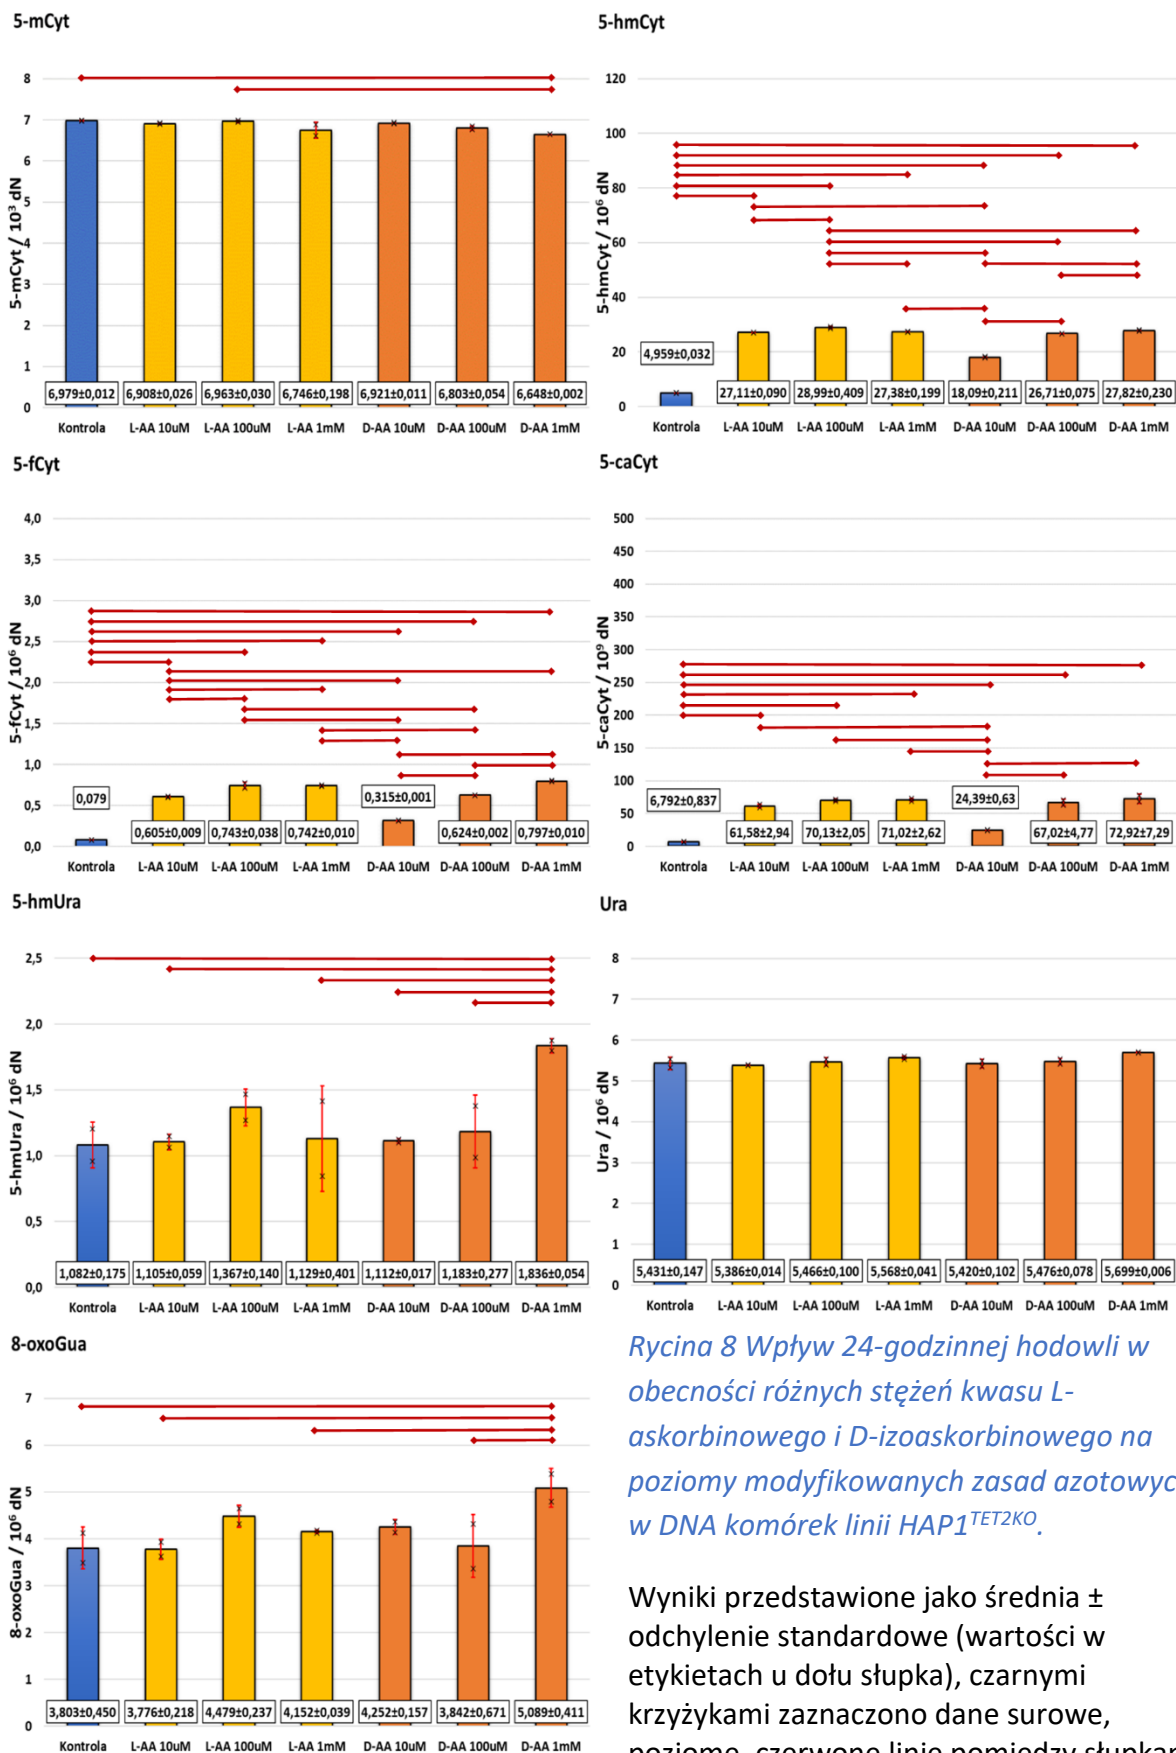 5-mCyt
8
7
6
5
4
3
2
1
0
5-mCyt / 10³ dN
6,979±0,012 6,908±0,026 6,963±0,030 6,746±0,198 6,921±0,011 6,803±0,054 6,648±0,002
Kontrola L-AA 10uM L-AA 100uM L-AA 1mM D-AA 10uM D-AA 100uM D-AA 1mM
5-hmCyt
120
100
80
60
40
20
0
5-hmCyt / 10⁶ dN
4,959±0,032 27,11±0,090 28,99±0,409 27,38±0,199 18,09±0,211 26,71±0,075 27,82±0,230
Kontrola L-AA 10uM L-AA 100uM L-AA 1mM D-AA 10uM D-AA 100uM D-AA 1mM
5-fCyt
4,0
3,5
3,0
2,5
2,0
1,5
1,0
0,5
0,0
5-fCyt / 10⁶ dN
0,079 0,605±0,009 0,743±0,038 0,742±0,010 0,315±0,001 0,624±0,002 0,797±0,010
Kontrola L-AA 10uM L-AA 100uM L-AA 1mM D-AA 10uM D-AA 100uM D-AA 1mM
5-caCyt
500
450
400
350
300
250
200
150
100
50
0
5-caCyt / 10⁹ dN
6,792±0,837 61,58±2,94 70,13±2,05 71,02±2,62 24,39±0,63 67,02±4,77 72,92±7,29
Kontrola L-AA 10uM L-AA 100uM L-AA 1mM D-AA 10uM D-AA 100uM D-AA 1mM
5-hmUra
2,5
2,0
1,5
1,0
0,5
0,0
5-hmUra / 10⁶ dN
1,082±0,175 1,105±0,059 1,367±0,140 1,129±0,401 1,112±0,017 1,183±0,277 1,836±0,054
Kontrola L-AA 10uM L-AA 100uM L-AA 1mM D-AA 10uM D-AA 100uM D-AA 1mM
Ura
8
7
6
5
4
3
2
1
0
Ura / 10⁶ dN
5,431±0,147 5,386±0,014 5,466±0,100 5,568±0,041 5,420±0,102 5,476±0,078 5,699±0,006
Kontrola L-AA 10uM L-AA 100uM L-AA 1mM D-AA 10uM D-AA 100uM D-AA 1mM
8-oxoGua
7
6
5
4
3
2
1
0
8-oxoGua / 10⁶ dN
3,803±0,450 3,776±0,218 4,479±0,237 4,152±0,039 4,252±0,157 3,842±0,671 5,089±0,411
Kontrola L-AA 10uM L-AA 100uM L-AA 1mM D-AA 10uM D-AA 100uM D-AA 1mM
Rycina 8 Wpływ 24-godzinnej hodowli w
obecności różnych stężeń kwasu L-
askorbinowego i D-izoaskorbinowego na
poziomy modyfikowanych zasad azotowyc
w DNA komórek linii HAP1ᵀᴱᵀ²ᴷᴼ.
Wyniki przedstawione jako średnia ±
odchylenie standardowe (wartości w
etykietach u dołu słupka), czarnymi
krzyżykami zaznaczono dane surowe,
poziome, czerwone linie pomiędzy słupka